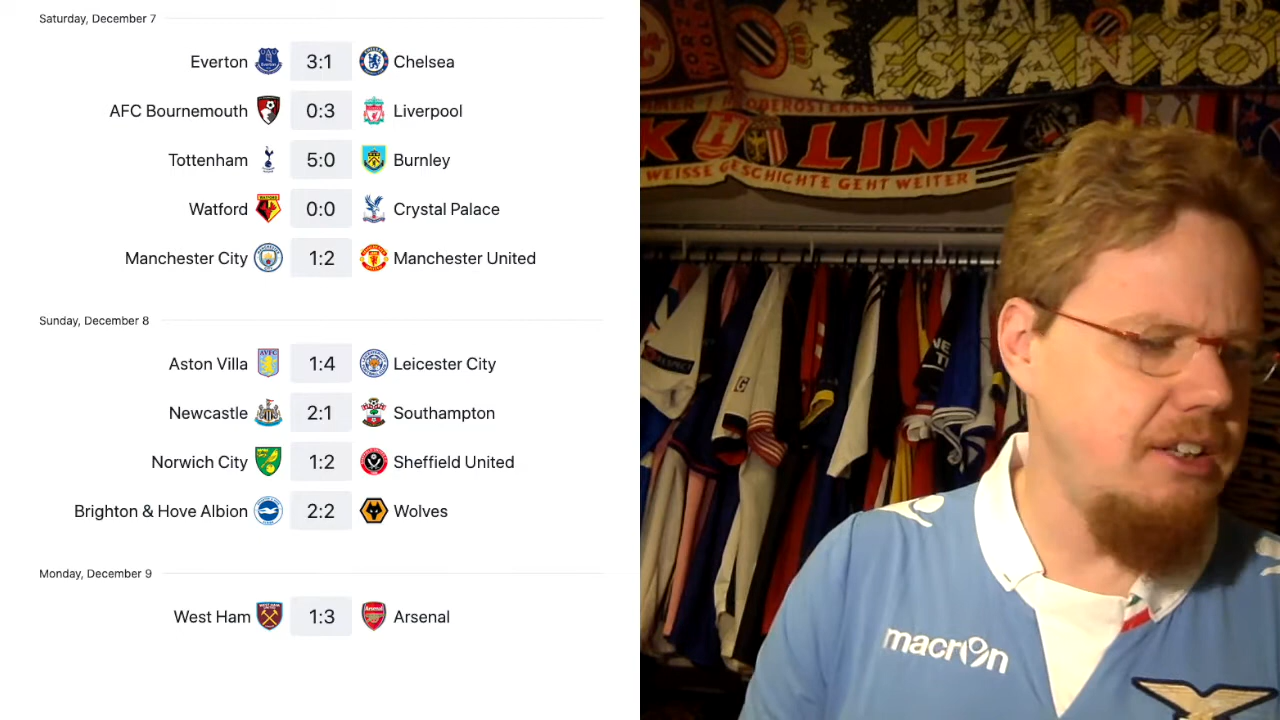 Saturday, December 7
Everton 3:1 Chelsea
AFC Bournemouth 0:3 Liverpool
Tottenham 5:0 Burnley
Watford 0:0 Crystal Palace
Manchester City 1:2 Manchester United
Sunday, December 8
Aston Villa 1:4 Leicester City
Newcastle 2:1 Southampton
Norwich City 1:2 Sheffield United
Brighton & Hove Albion 2:2 Wolves
Monday, December 9
West Ham 1:3 Arsenal
REAL C.D.
ESPANYO
OBERÖSTERREICH
K LINZ
WEISSE GESCHICHTE GEHT WEITER
macron